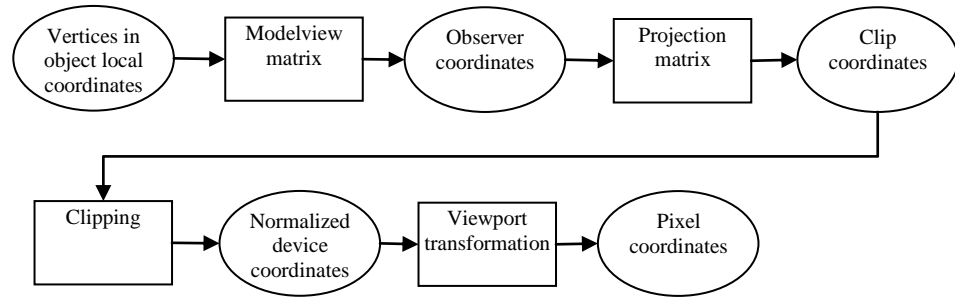 Vertices in
object local
coordinates
Modelview
matrix
Observer
coordinates
Projection
matrix
Clip
coordinates
Clipping
Normalized
device
coordinates
Viewport
transformation
Pixel
coordinates